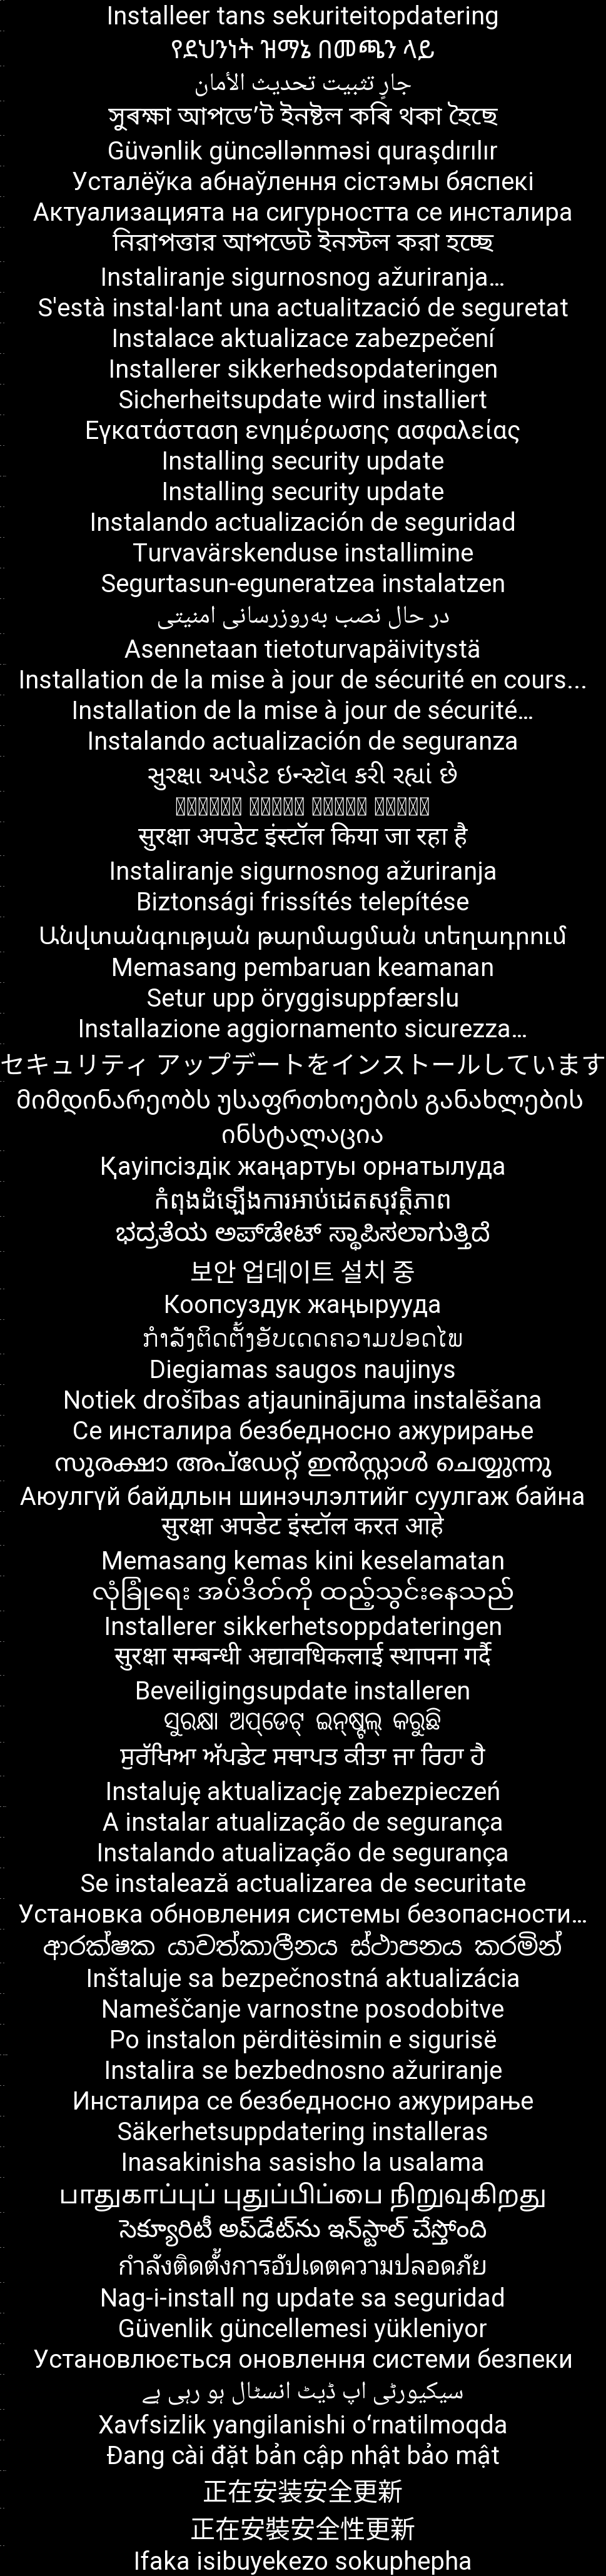 Installeer tans sekuriteitopdatering
የደህንነት ዝማኔ በመጫን ላይ
جارٍ تثبيت تحديث الأمان
সুৰক্ষা আপডে’ট ইনষ্টল কৰি থকা হৈছে
Güvənlik güncəllənməsi quraşdırılır
Усталёўка абнаўлення сістэмы бяспекі
Актуализацията на сигурността се инсталира
নিরাপত্তার আপডেট ইনস্টল করা হচ্ছে
Instaliranje sigurnosnog ažuriranja…
S'està instal·lant una actualització de seguretat
Instalace aktualizace zabezpečení
Installerer sikkerhedsopdateringen
Sicherheitsupdate wird installiert
Εγκατάσταση ενημέρωσης ασφαλείας
Installing security update
Installing security update
Instalando actualización de seguridad
Turvavärskenduse installimine
Segurtasun-eguneratzea instalatzen
در حال نصب به‌روزرسانی امنیتی
Asennetaan tietoturvapäivitystä
Installation de la mise à jour de sécurité en cours...
Installation de la mise à jour de sécurité…
Instalando actualización de seguranza
સુરક્ષા અપડેટ ઇન્સ્ટૉલ કરી રહ્યાં છે
सुरक्षा अपडेट इंस्टॉल किया जा रहा है
Instaliranje sigurnosnog ažuriranja
Biztonsági frissítés telepítése
Անվտանգության թարմացման տեղադրում
Memasang pembaruan keamanan
Setur upp öryggisuppfærslu
Installazione aggiornamento sicurezza…
セキュリティ アップデートをインストールしています
მიმდინარეობს უსაფრთხოების განახლების
ინსტალაცია
Қауіпсіздік жаңартуы орнатылуда
កំពុងដំឡើងការអាប់ដេតសុវត្ថិភាព
ಭದ್ರತೆಯ ಅಪ್‌ಡೇಟ್‌ ಸ್ಥಾಪಿಸಲಾಗುತ್ತಿದೆ
보안 업데이트 설치 중
Коопсуздук жаңырууда
ກຳລັງຕິດຕັ້ງອັບເດດຄວາມປອດໄພ
Diegiamas saugos naujinys
Notiek drošības atjauninājuma instalēšana
Се инсталира безбедносно ажурирање
സുരക്ഷാ അപ്ഡേറ്റ് ഇൻസ്റ്റാൾ ചെയ്യുന്നു
Аюулгүй байдлын шинэчлэлтийг суулгаж байна
सुरक्षा अपडेट इंस्टॉल करत आहे
Memasang kemas kini keselamatan
လုံခြုံရေး အပ်ဒိတ်ကို ထည့်သွင်းနေသည်
Installerer sikkerhetsoppdateringen
सुरक्षा सम्बन्धी अद्यावधिकलाई स्थापना गर्दै
Beveiligingsupdate installeren
ସୁରକ୍ଷା ଅପ୍‌ଡେଟ୍‌ ଇନ୍‌ଷ୍ଟଲ୍‌ କରୁଛି
ਸੁਰੱਖਿਆ ਅੱਪਡੇਟ ਸਥਾਪਤ ਕੀਤਾ ਜਾ ਰਿਹਾ ਹੈ
Instaluję aktualizację zabezpieczeń
A instalar atualização de segurança
Instalando atualização de segurança
Se instalează actualizarea de securitate
Установка обновления системы безопасности…
ආරක්ෂක යාවත්කාලීනය ස්ථාපනය කරමින්
Inštaluje sa bezpečnostná aktualizácia
Nameščanje varnostne posodobitve
Po instalon përditësimin e sigurisë
Instalira se bezbednosno ažuriranje
Инсталира се безбедносно ажурирање
Säkerhetsuppdatering installeras
Inasakinisha sasisho la usalama
பாதுகாப்புப் புதுப்பிப்பை நிறுவுகிறது
సెక్యూరిటీ అప్‌డేట్‌ను ఇన్‌స్టాల్ చేస్తోంది
กำลังติดตั้งการอัปเดตความปลอดภัย
Nag-i-install ng update sa seguridad
Güvenlik güncellemesi yükleniyor
Установлюється оновлення системи безпеки
سیکیورٹی اپ ڈیٹ انسٹال ہو رہی ہے
Xavfsizlik yangilanishi o‘rnatilmoqda
Đang cài đặt bản cập nhật bảo mật
正在安装安全更新
正在安裝安全性更新
Ifaka isibuyekezo sokuphepha